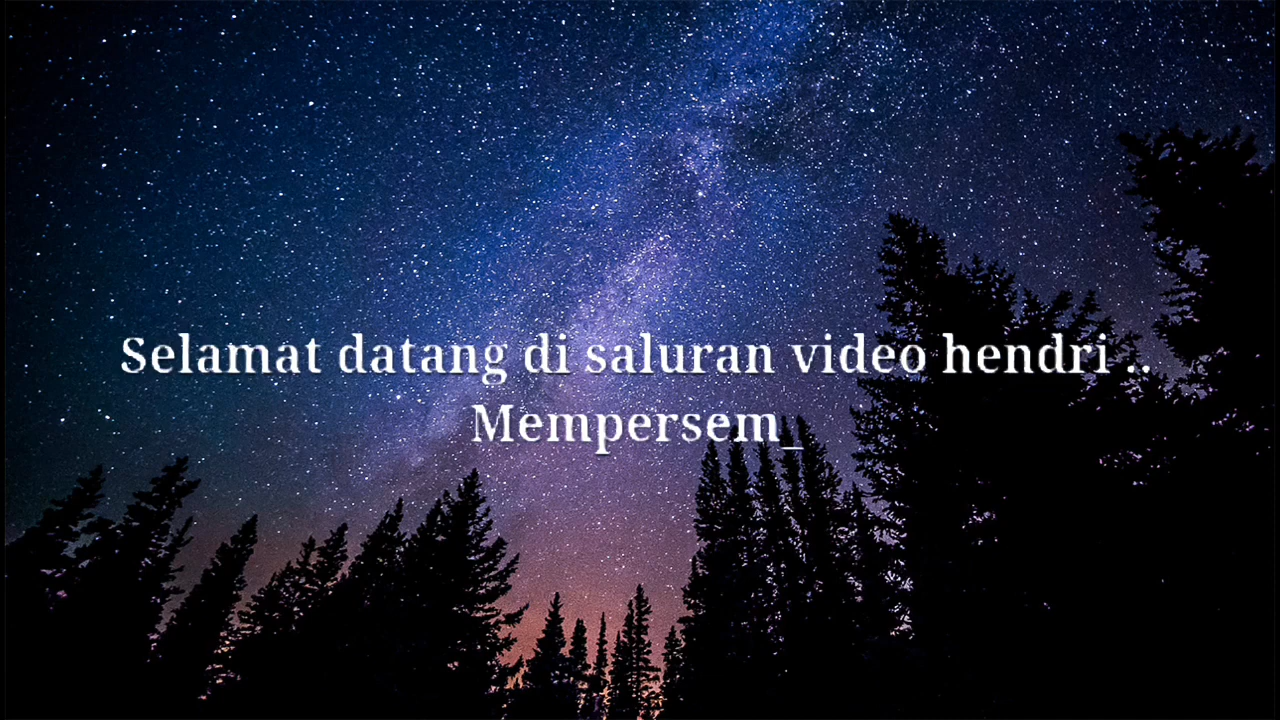 Selamat datang di saluran video hendri ..
Mempersem_